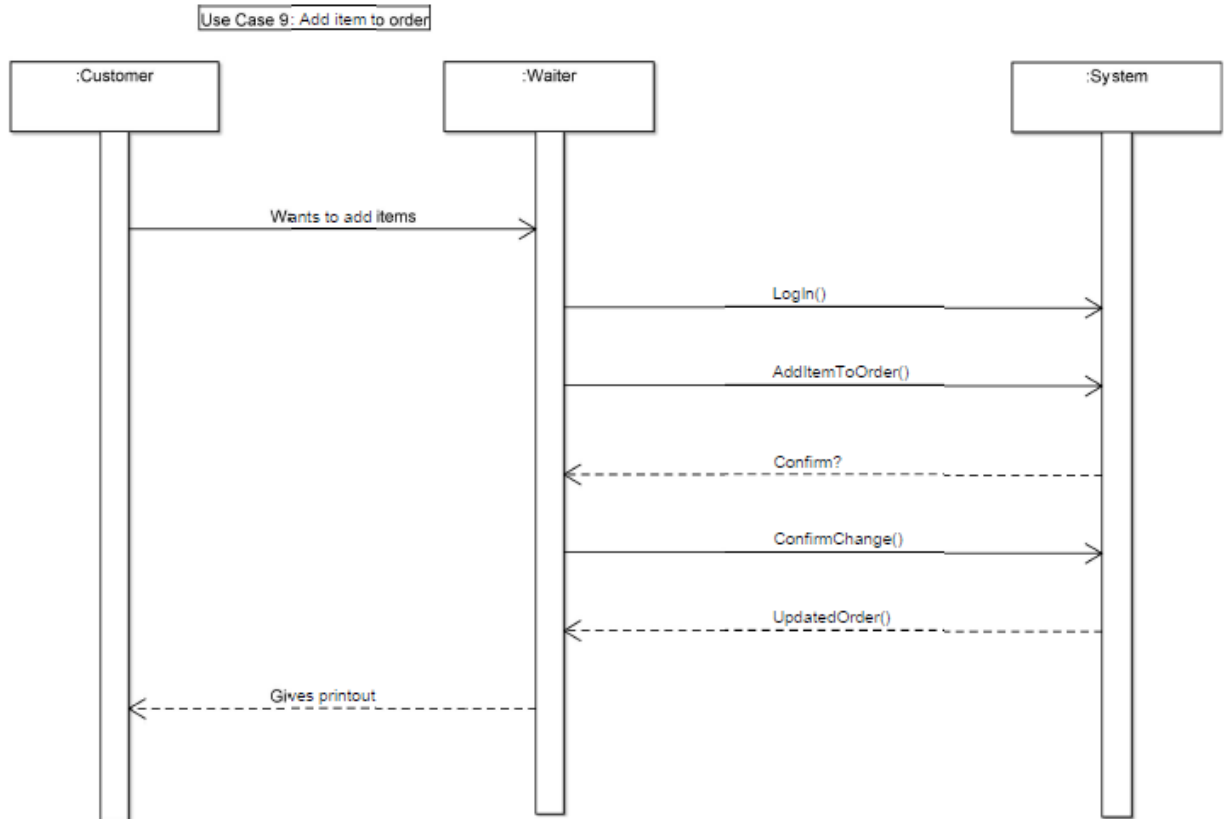 Use Case 9: Add item to order
:Customer
:Waiter
:System
Wants to add items
LogIn()
AddItemToOrder()
Confirm?
ConfirmChange()
UpdatedOrder()
Gives printout